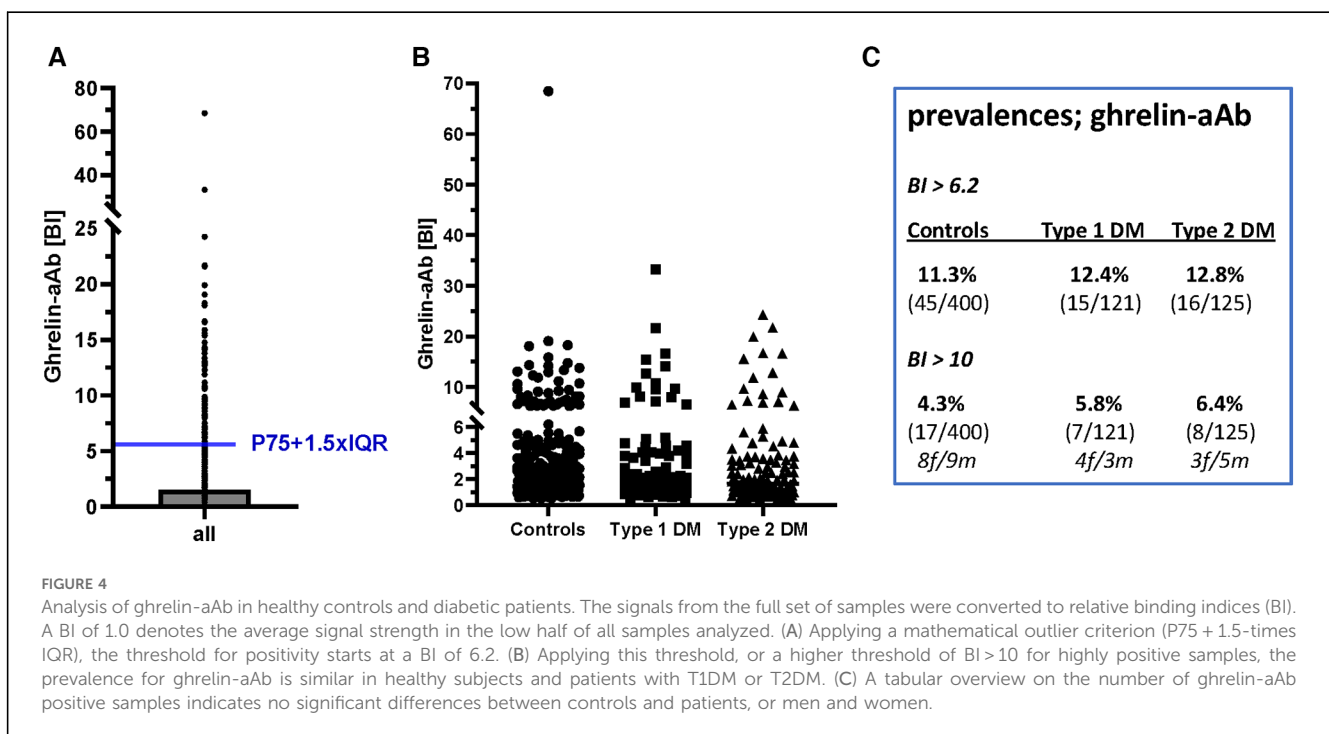 A
80
60
40
25
20
15
10
5
0
Ghrelin-aAb [BI]
P75+1.5xIQR
all
B
70
60
50
40
30
20
10
6
4
2
0
Ghrelin-aAb [BI]
Controls Type 1 DM Type 2 DM
C
prevalences; ghrelin-aAb
BI > 6.2
Controls Type 1 DM Type 2 DM
11.3% 12.4% 12.8%
(45/400) (15/121) (16/125)
BI > 10
4.3% 5.8% 6.4%
(17/400) (7/121) (8/125)
8f/9m 4f/3m 3f/5m
FIGURE 4
Analysis of ghrelin-aAb in healthy controls and diabetic patients. The signals from the full set of samples were converted to relative binding indices (BI).
A BI of 1.0 denotes the average signal strength in the low half of all samples analyzed. (A) Applying a mathematical outlier criterion (P75 + 1.5-times
IQR), the threshold for positivity starts at a BI of 6.2. (B) Applying this threshold, or a higher threshold of BI > 10 for highly positive samples, the
prevalence for ghrelin-aAb is similar in healthy subjects and patients with T1DM or T2DM. (C) A tabular overview on the number of ghrelin-aAb
positive samples indicates no significant differences between controls and patients, or men and women.